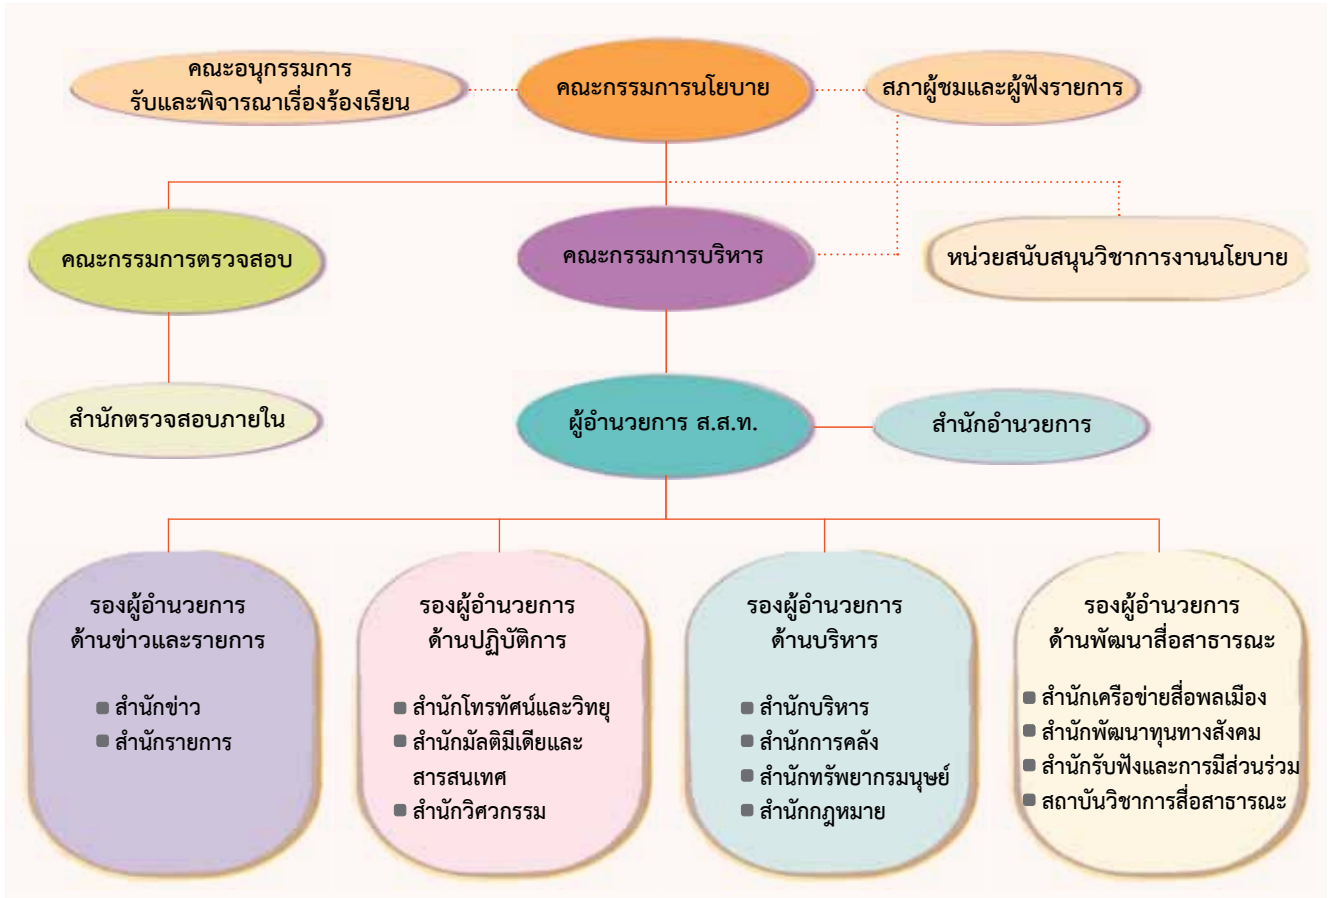 คณะอนุกรรมการ
รับและพิจารณาเรื่องร้องเรียน
คณะกรรมการนโยบาย
สภาผู้ชมและผู้ฟังรายการ
คณะกรรมการตรวจสอบ
คณะกรรมการบริหาร
หน่วยสนับสนุนวิชาการงานนโยบาย
สำนักตรวจสอบภายใน
ผู้อำนวยการ ส.ส.ท.
สำนักอำนวยการ
รองผู้อำนวยการ
ด้านข่าวและรายการ
สำนักข่าว
สำนักรายการ
รองผู้อำนวยการ
ด้านปฏิบัติการ
สำนักโทรทัศน์และวิทยุ
สำนักมัลติมีเดียและ
สารสนเทศ
สำนักวิศวกรรม
รองผู้อำนวยการ
ด้านบริหาร
สำนักบริหาร
สำนักการคลัง
สำนักทรัพยากรมนุษย์
สำนักกฎหมาย
รองผู้อำนวยการ
ด้านพัฒนาสื่อสาธารณะ
สำนักเครือข่ายสื่อพลเมือง
สำนักพัฒนาทุนทางสังคม
สำนักรับฟังและการมีส่วนร่วม
สถาบันวิชาการสื่อสาธารณะ